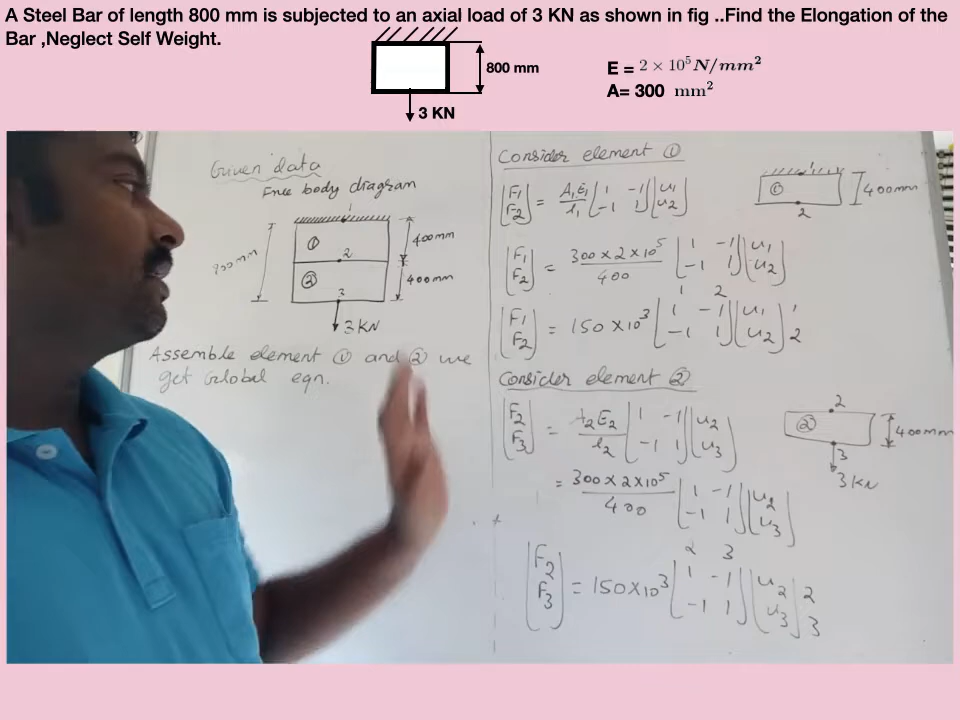 A Steel Bar of length 800 mm is subjected to an axial load of 3 KN as shown in fig ..Find the Elongation of the
Bar ,Neglect Self Weight.
800 mm
3 KN
E = 2 × 10⁵ N/mm²
A= 300 mm²
Given data
Free body diagram
1
①
2
②
3
800mm
400mm
400mm
3 KN
Assemble element ① and ② we
get Global eqn.
Consider element ①
[F1 F2] = A1E1/l1 [1 -1 -1 1] [u1 u2]
① 1 2 400mm
[F1 F2] = 300 × 2 × 10⁵ / 400 [1 -1 -1 1] [u1 u2]
1 2
[F1 F2] = 150 × 10³ [1 -1 -1 1] [u1 u2] 1 2
Consider element ②
[F2 F3] = A2E2/l2 [1 -1 -1 1] [u2 u3]
2 ② 3 400mm
3 KN
= 300 × 2 × 10⁵ / 400 [1 -1 -1 1] [u2 u3]
2 3
[F2 F3] = 150 × 10³ [1 -1 -1 1] [u2 u3] 2 3